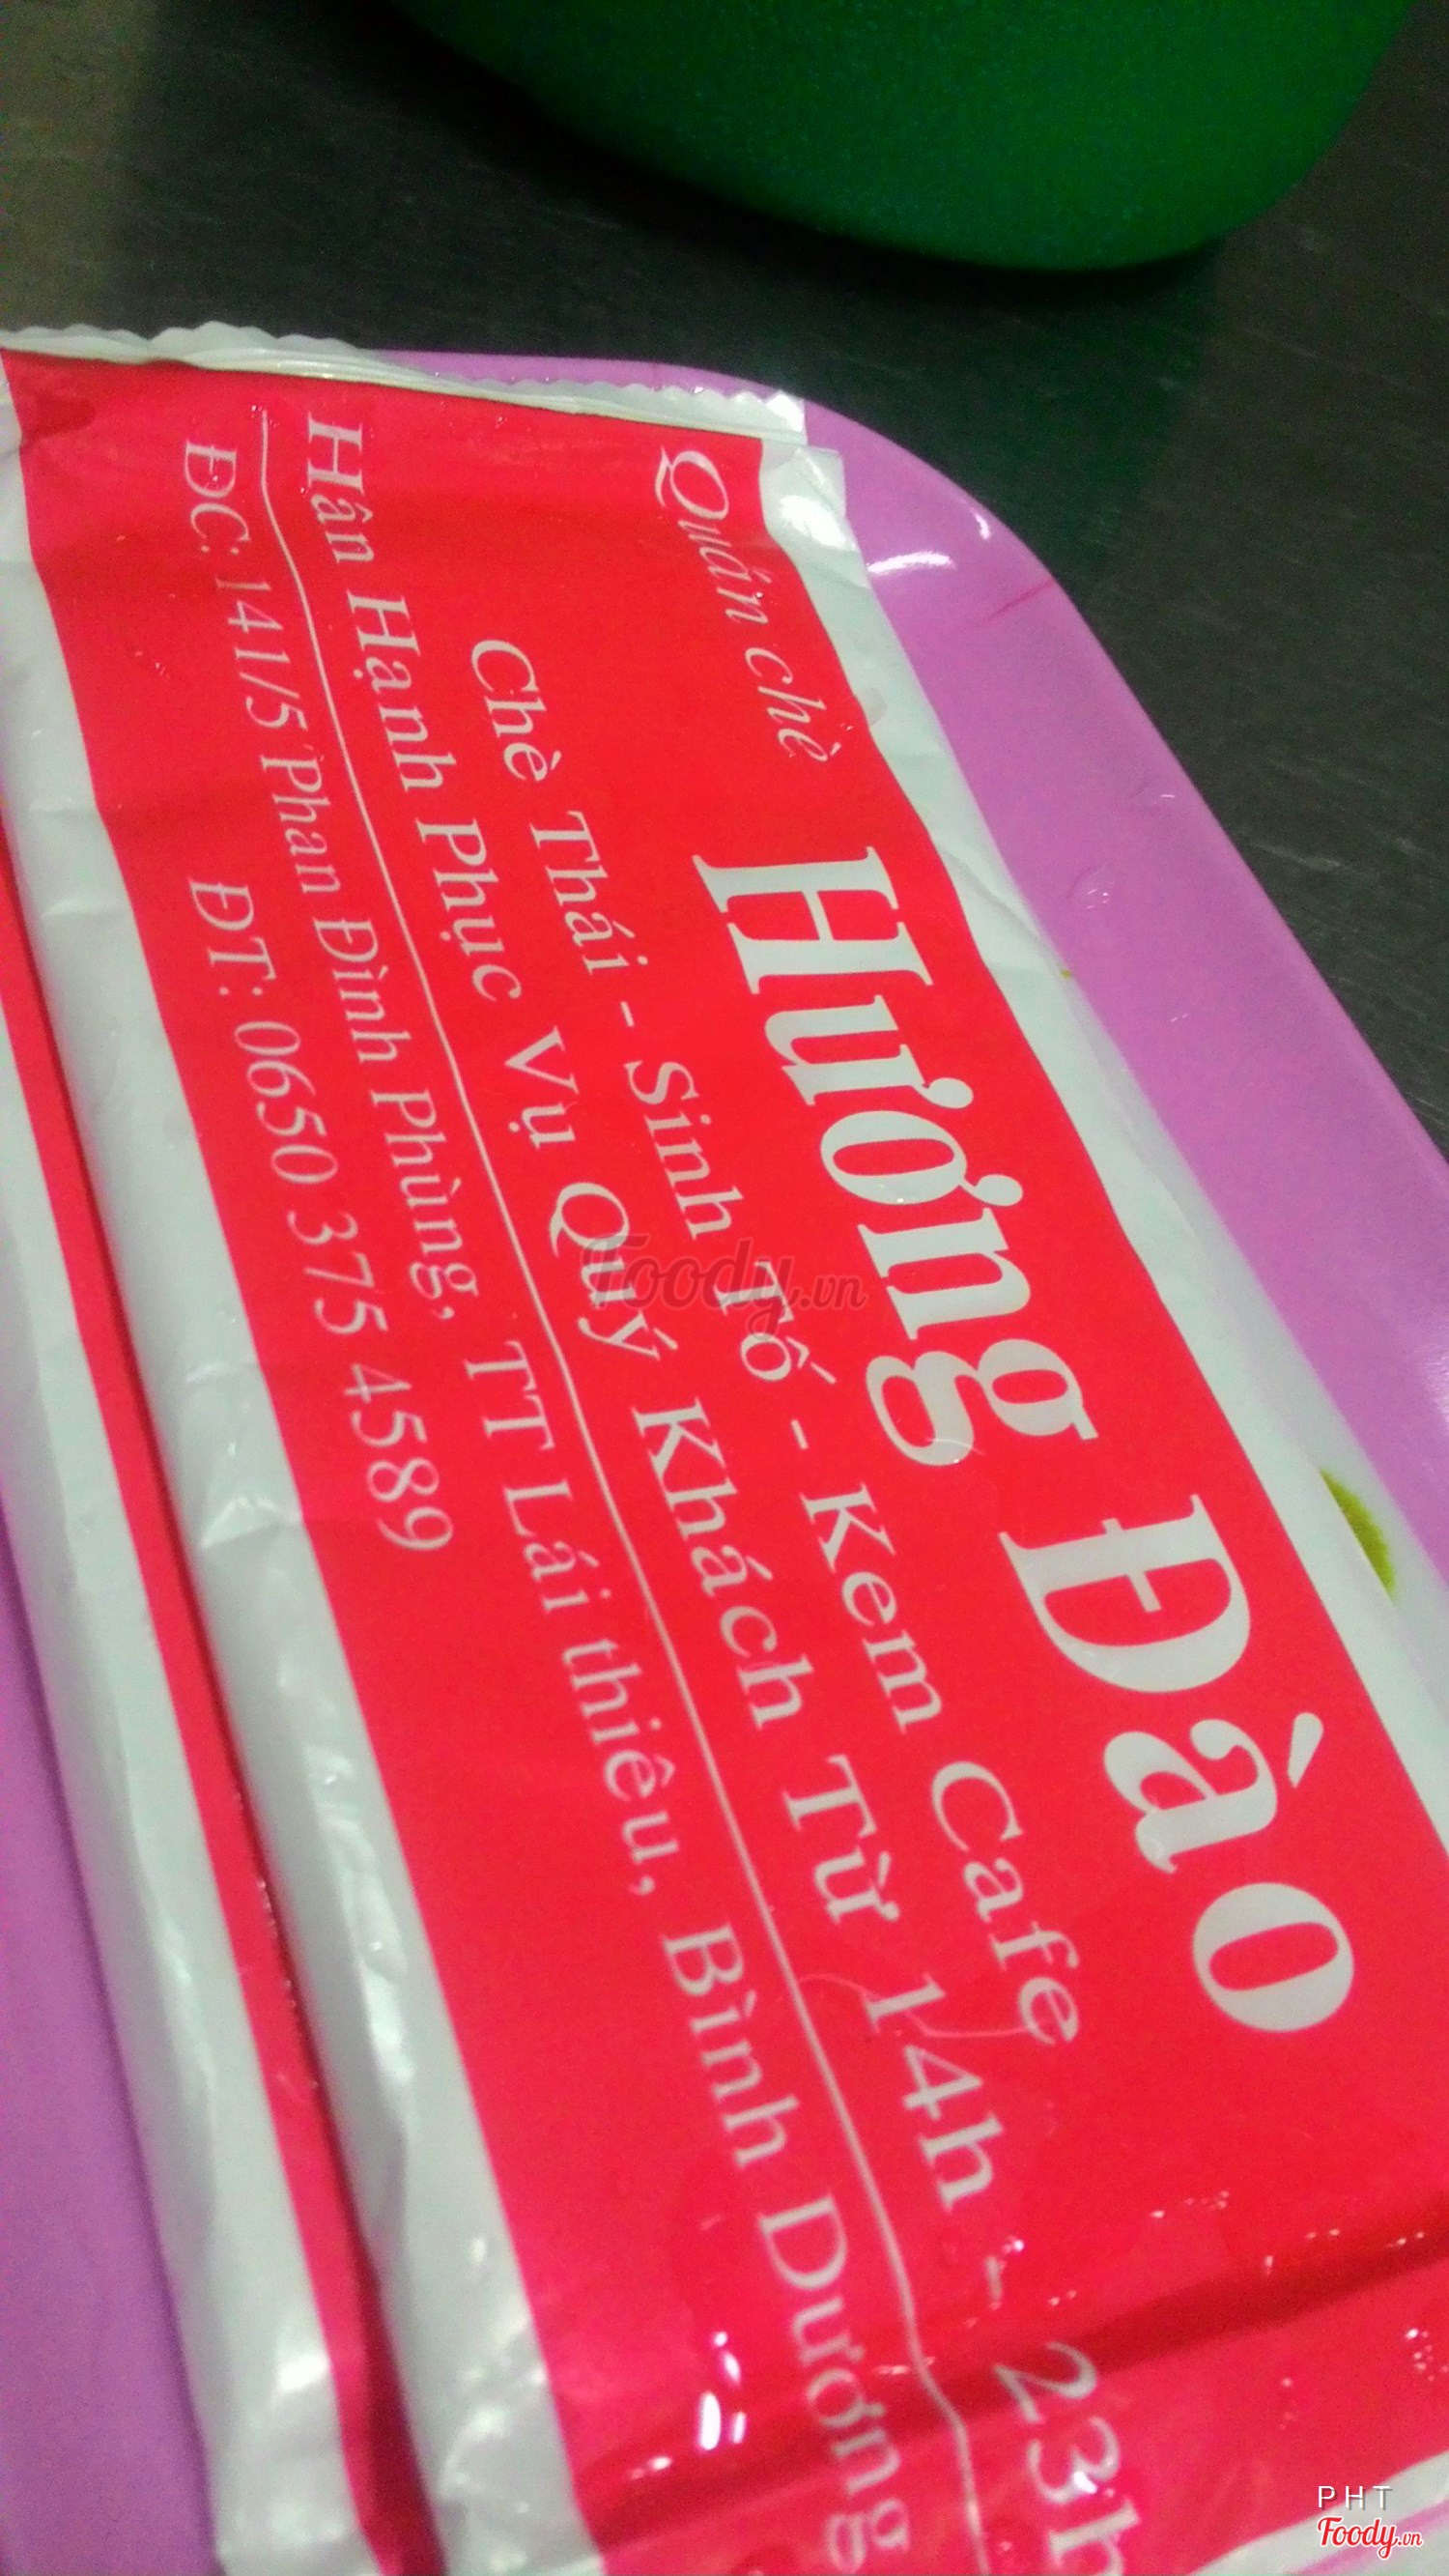 Quán chè
Hương Đào
Chè Thái - Sinh Tố - Kem Cafe
Hân Hạnh Phục Vụ Quý Khách Từ 14h - 23h
ĐC: 141/5 Phan Đình Phùng, TT Lái thiêu, Bình Dương
ĐT: 0650 375 4589
Foody.vn
PHT
Foody.vn